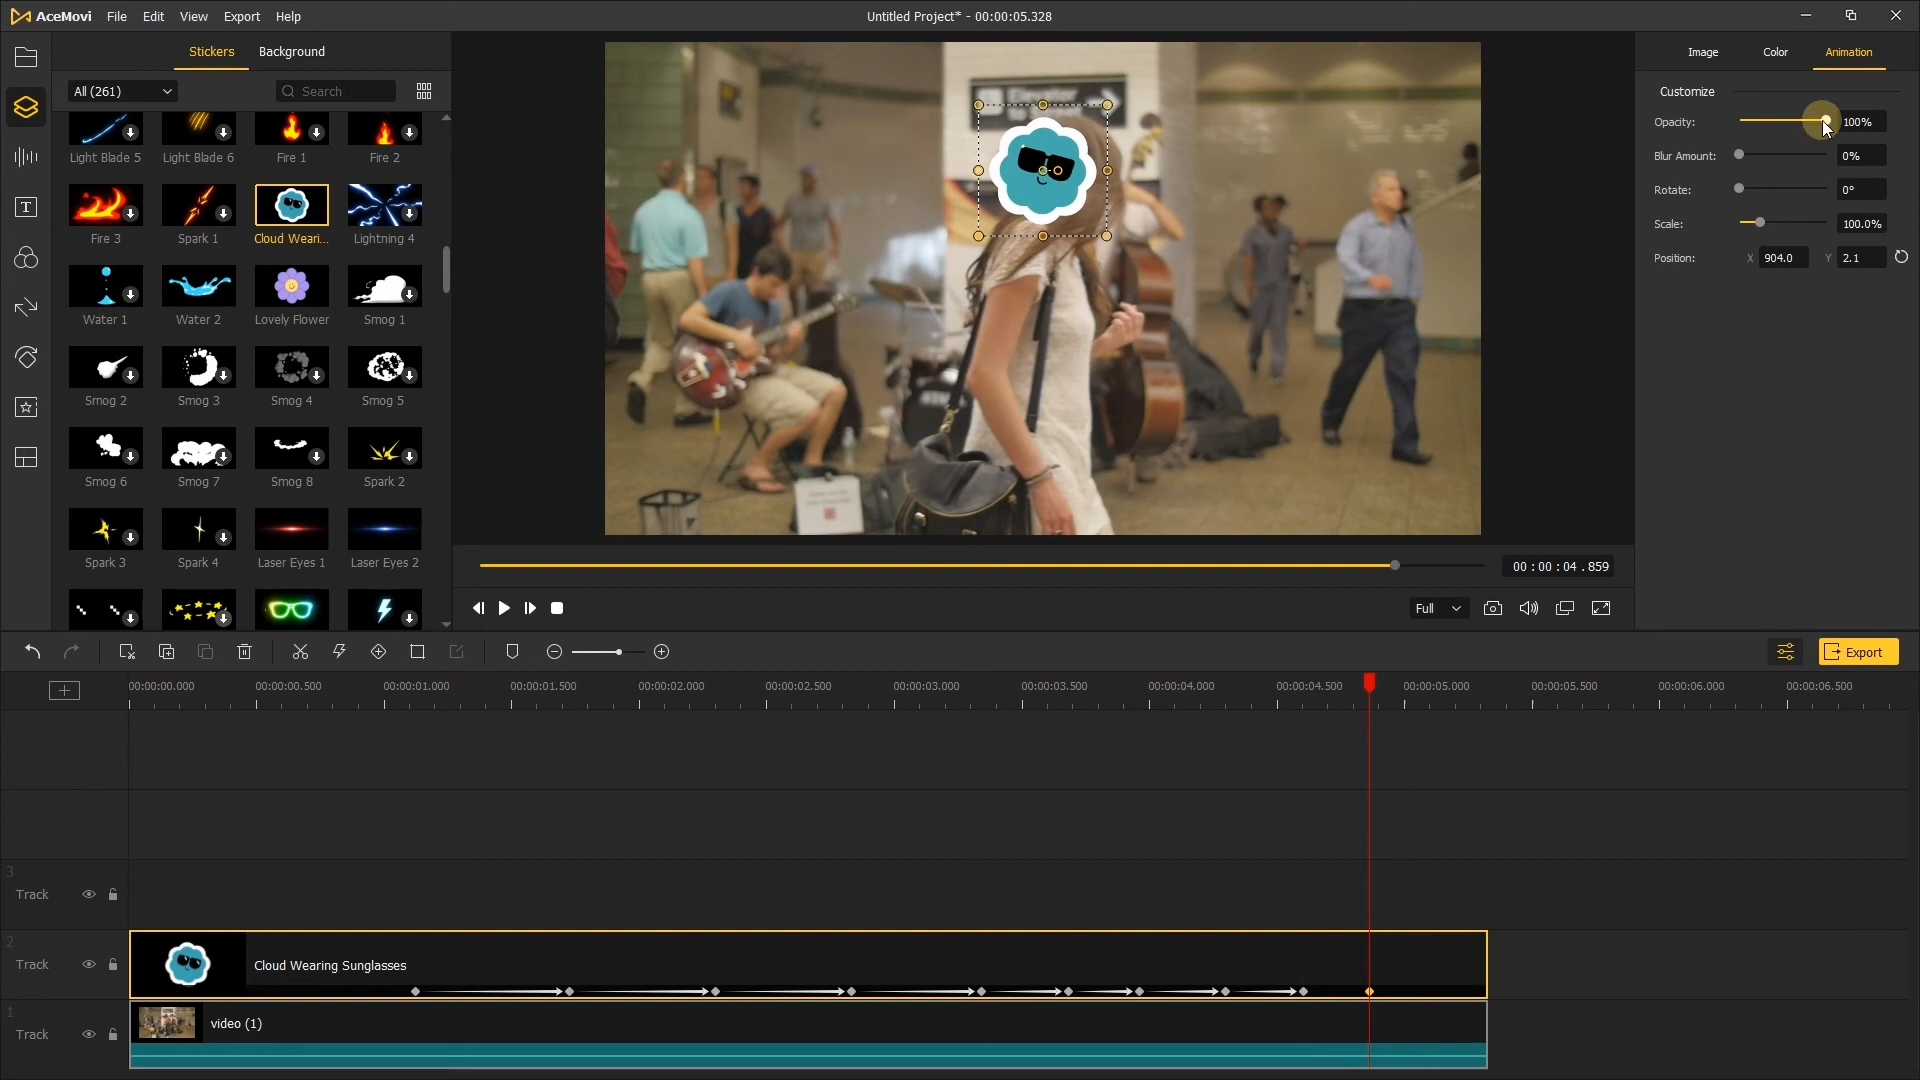 AceMovi File Edit View Export Help
Untitled Project* - 00:00:05.328
Stickers Background
All (261) Search
Light Blade 5 Light Blade 6 Fire 1 Fire 2
Fire 3 Spark 1 Cloud Weari... Lightning 4
Water 1 Water 2 Lovely Flower Smog 1
Smog 2 Smog 3 Smog 4 Smog 5
Smog 6 Smog 7 Smog 8 Spark 2
Spark 3 Spark 4 Laser Eyes 1 Laser Eyes 2
Elevator
00 : 00 : 04 . 859
Full
Image Color Animation
Customize
Opacity: 100%
Blur Amount: 0%
Rotate: 0°
Scale: 100.0%
Position: X 904.0 Y 2.1
Export
00:00:00.000 00:00:00.500 00:00:01.000 00:00:01.500 00:00:02.000 00:00:02.500 00:00:03.000 00:00:03.500 00:00:04.000 00:00:04.500 00:00:05.000 00:00:05.500 00:00:06.000 00:00:06.500
3
Track
2
Track
Cloud Wearing Sunglasses
1
Track
video (1)